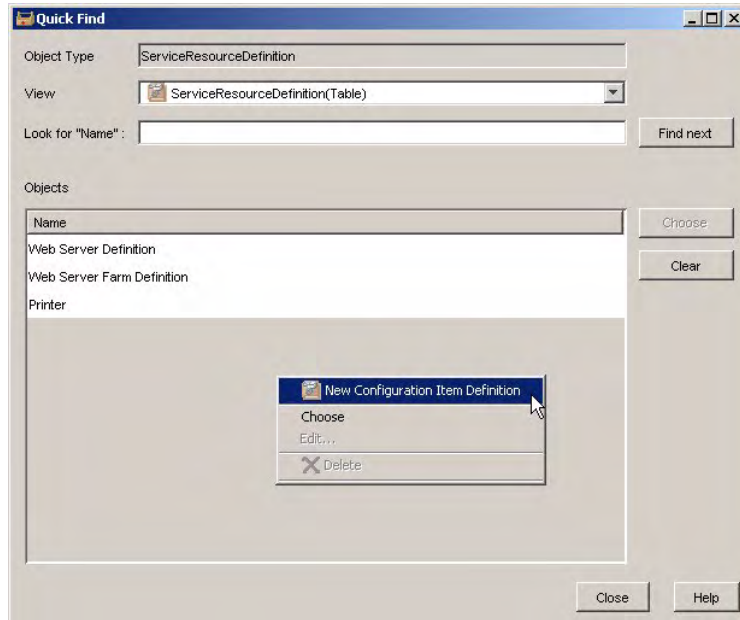 Quick Find
Object Type ServiceResourceDefinition
View ServiceResourceDefinition(Table)
Look for "Name" : Find next
Objects
Name Choose
Web Server Definition Clear
Web Server Farm Definition
Printer
New Configuration Item Definition
Choose
Edit...
Delete
Close Help